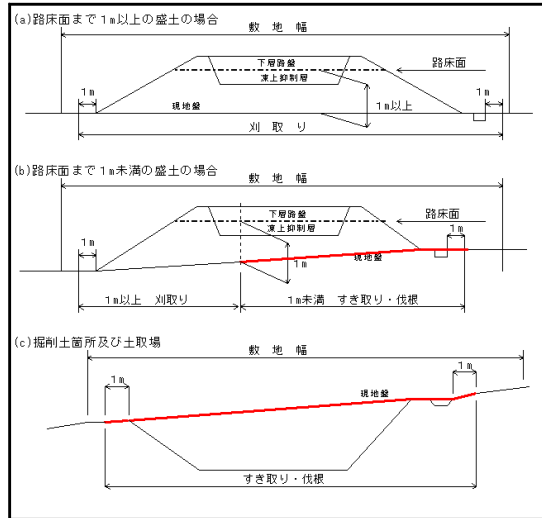 (a)路床面まで1m以上の盛土の場合
敷地幅
下層路盤
路床面
凍上抑制層
1m
1m
現地盤
1m以上
刈取り
(b)路床面まで1m未満の盛土の場合
敷地幅
下層路盤
路床面
凍上抑制層
1m
1m
現地盤
1m
1m以上 刈取り
1m未満 すき取り・伐根
(c)掘削土箇所及び土取場
敷地幅
1m
1m
現地盤
すき取り・伐根